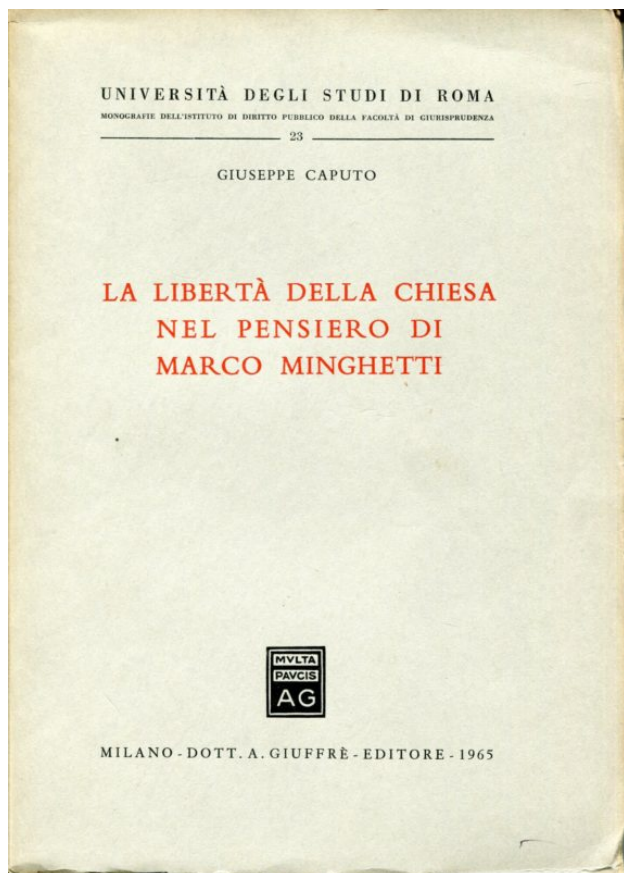 UNIVERSITÀ DEGLI STUDI DI ROMA
MONOGRAFIE DELL'ISTITUTO DI DIRITTO PUBBLICO DELLA FACOLTÀ DI GIURISPRUDENZA
23
GIUSEPPE CAPUTO
LA LIBERTÀ DELLA CHIESA
NEL PENSIERO DI
MARCO MINGHETTI
MVLTA
PAVCIS
AG
MILANO - DOTT. A. GIUFFRÈ - EDITORE - 1965